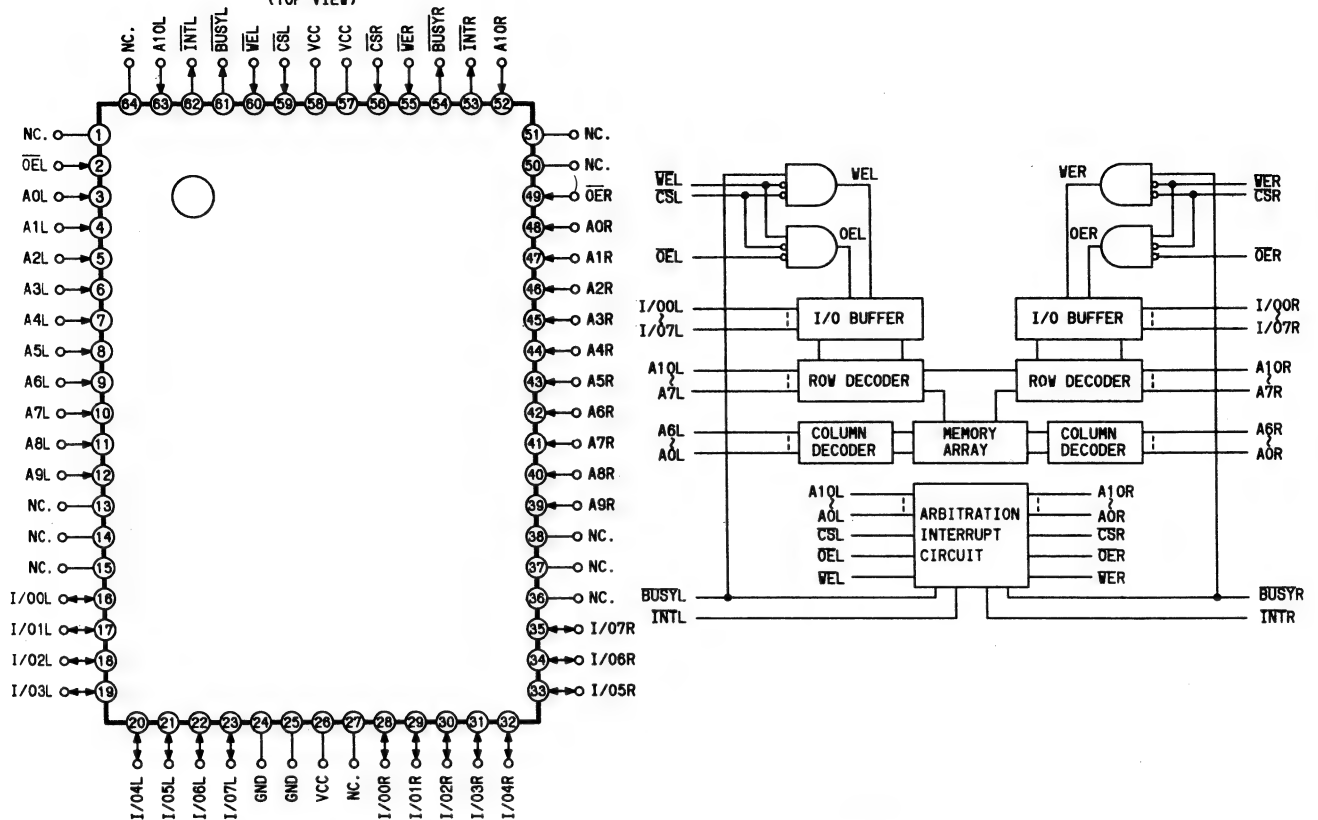 (TOP VIEW)
NC.
A10L
INTL
BUSYL
WEL
CSL
VCC
VCC
CSR
WER
BUSYR
INTR
A10R
64 63 62 61 60 59 58 57 56 55 54 53 52
NC. 1
OEL 2
A0L 3
A1L 4
A2L 5
A3L 6
A4L 7
A5L 8
A6L 9
A7L 10
A8L 11
A9L 12
NC. 13
NC. 14
NC. 15
I/O0L 16
I/O1L 17
I/O2L 18
I/O3L 19
51 NC.
50 NC.
49 OER
48 A0R
47 A1R
46 A2R
45 A3R
44 A4R
43 A5R
42 A6R
41 A7R
40 A8R
39 A9R
38 NC.
37 NC.
36 NC.
35 I/O7R
34 I/O6R
33 I/O5R
20 21 22 23 24 25 26 27 28 29 30 31 32
I/O4L
I/O5L
I/O6L
I/O7L
GND
GND
VCC
NC.
I/O0R
I/O1R
I/O2R
I/O3R
I/O4R
WEL
CSL
WEL
WER
WER
CSR
OEL
OEL
OER
OER
I/O0L
I/O7L
I/O BUFFER
I/O BUFFER
I/O0R
I/O7R
A10L
A7L
ROW DECODER
ROW DECODER
A10R
A7R
A6L
A0L
COLUMN
DECODER
MEMORY
ARRAY
COLUMN
DECODER
A6R
A0R
A10L
A0L
CSL
OEL
WEL
ARBITRATION
INTERRUPT
CIRCUIT
A10R
A0R
CSR
OER
WER
BUSYL
INTL
BUSYR
INTR